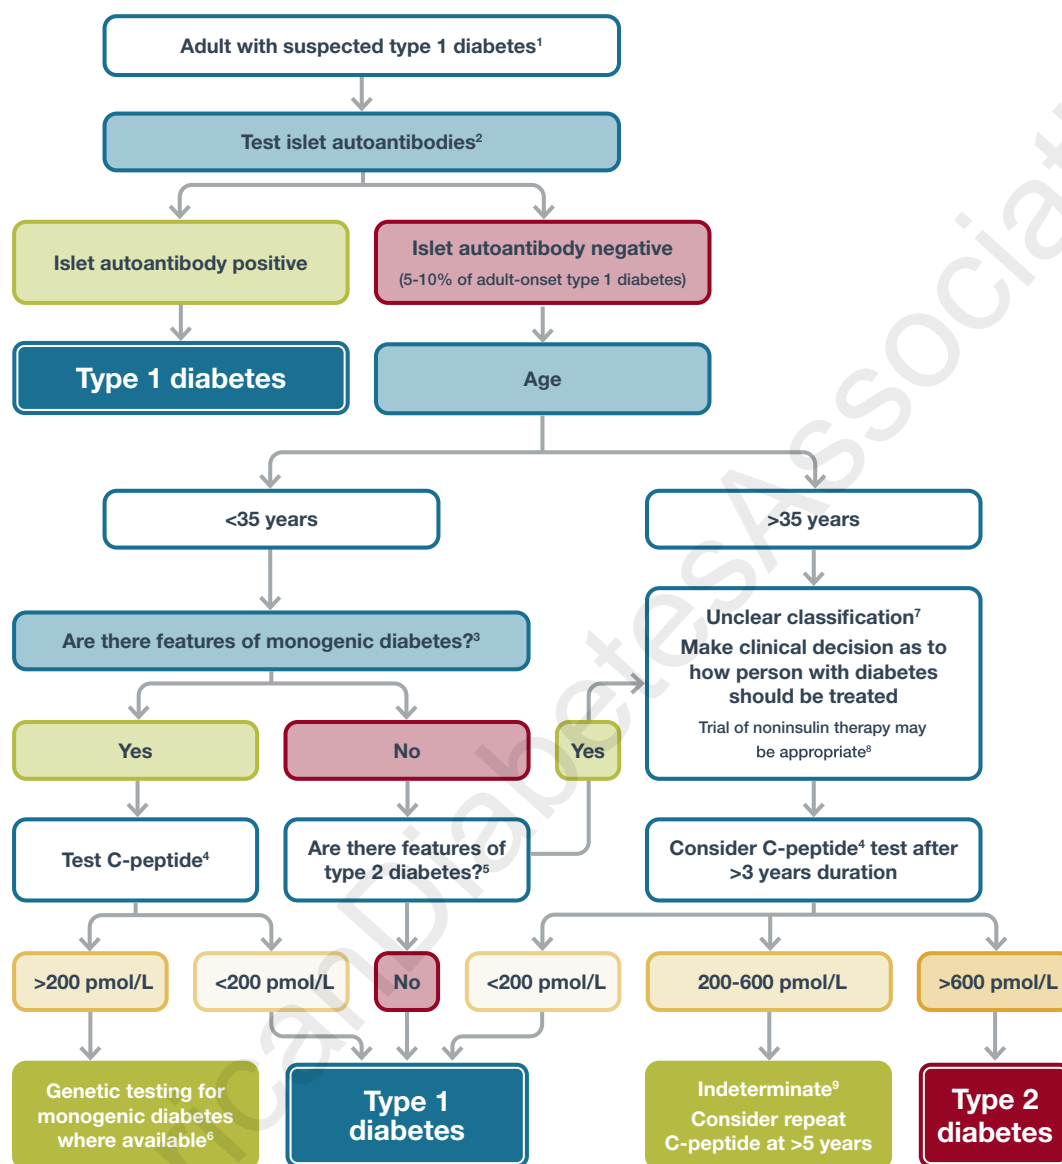 Adult with suspected type 1 diabetes¹
Test islet autoantibodies²
Islet autoantibody positive
Islet autoantibody negative
(5-10% of adult-onset type 1 diabetes)
Type 1 diabetes
Age
<35 years
>35 years
Are there features of monogenic diabetes?³
Unclear classification⁷
Make clinical decision as to
how person with diabetes
should be treated
Trial of noninsulin therapy may
be appropriate⁸
Yes
No
Yes
Test C-peptide⁴
Are there features of
type 2 diabetes?⁵
Consider C-peptide⁴ test after
>3 years duration
>200 pmol/L
<200 pmol/L
No
<200 pmol/L
200-600 pmol/L
>600 pmol/L
Genetic testing for
monogenic diabetes
where available⁶
Type 1
diabetes
Indeterminate⁹
Consider repeat
C-peptide at >5 years
Type 2
diabetes
ricanDiabetesAssociat